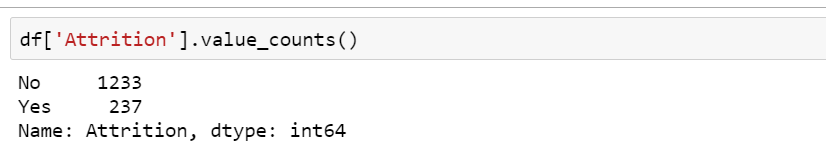 df['Attrition'].value_counts()
No 1233
Yes 237
Name: Attrition, dtype: int64